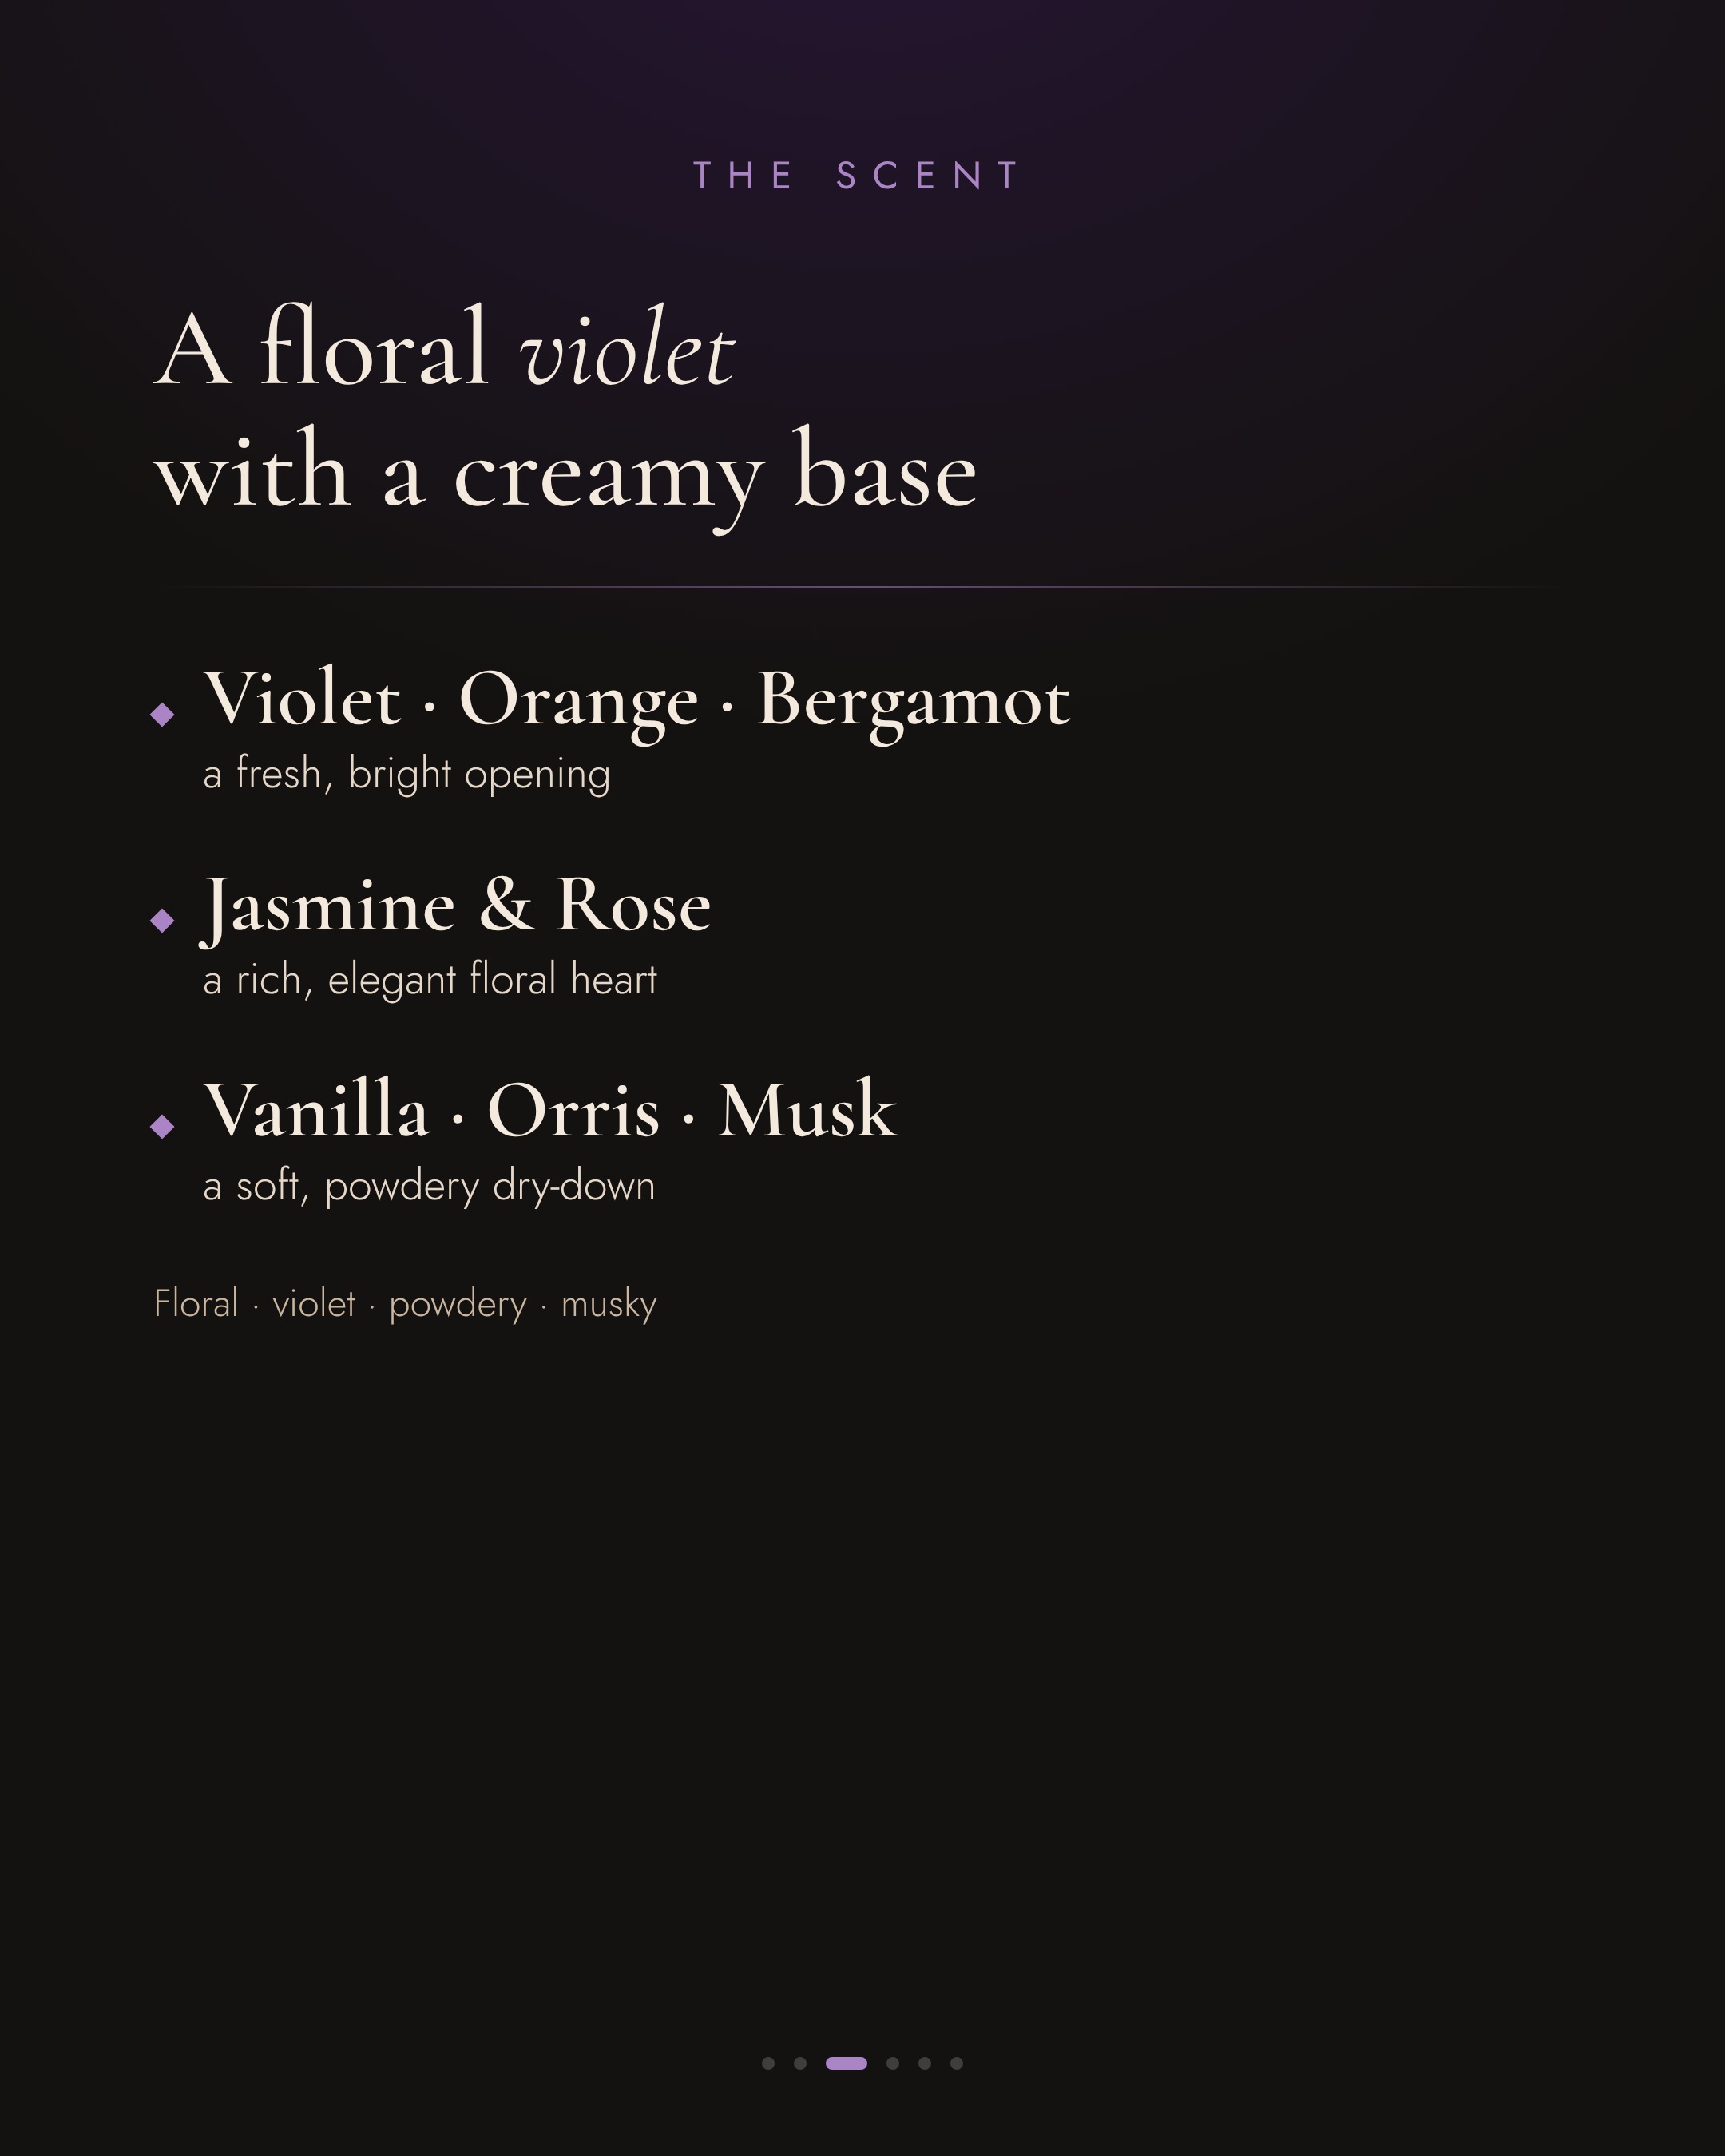 THE SCENT
A floral violet
with a creamy base
Violet · Orange · Bergamot
a fresh, bright opening
Jasmine & Rose
a rich, elegant floral heart
Vanilla · Orris · Musk
a soft, powdery dry-down
Floral · violet · powdery · musky